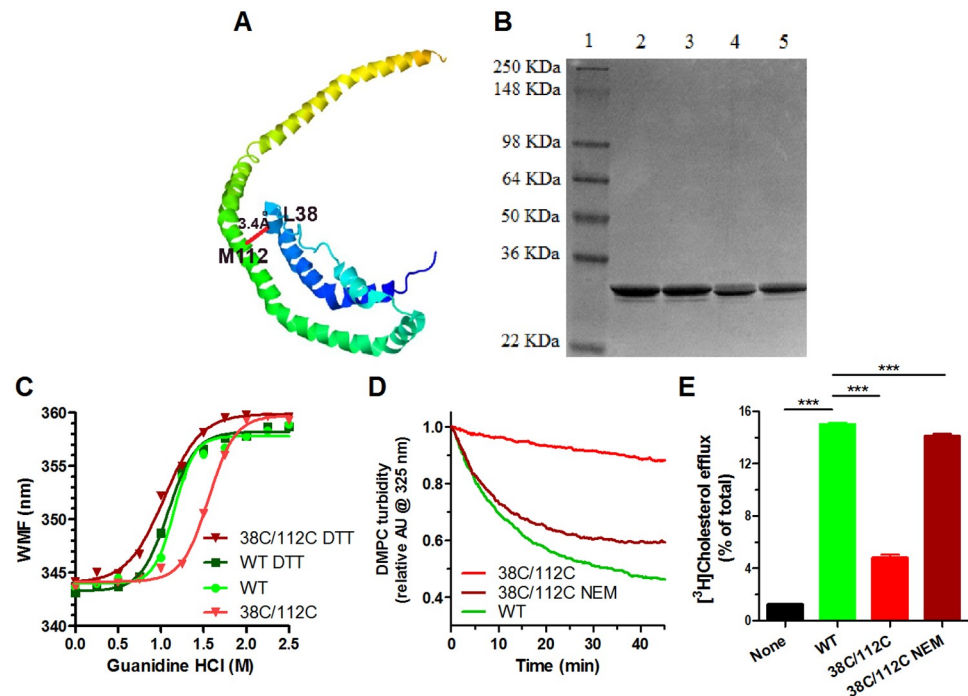 A
3.4Å
L38
M112
B
1 2 3 4 5
250 KDa
148 KDa
98 KDa
64 KDa
50 KDa
36 KDa
22 KDa
C
WMF (nm)
360
355
350
345
340
0.0 0.5 1.0 1.5 2.0 2.5
Guanidine HCl (M)
38C/112C DTT
WT DTT
WT
38C/112C
D
DMPC turbidity
(relative AU @ 325 nm)
1.0
0.8
0.6
0.4
0 10 20 30 40
Time (min)
38C/112C
38C/112C NEM
WT
E
[³H]Cholesterol efflux
(% of total)
16
12
8
4
0
***
***
***
None
WT
38C/112C
38C/112C NEM